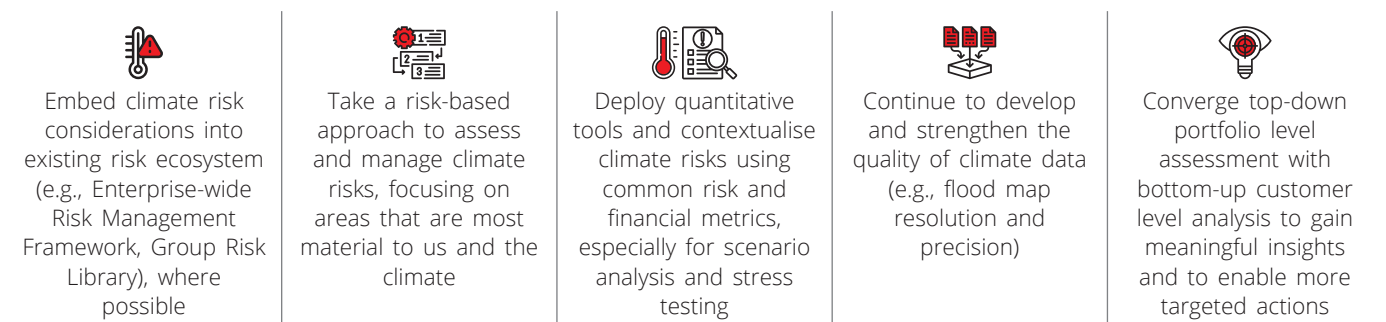 Embed climate risk
considerations into
existing risk ecosystem
(e.g., Enterprise-wide
Risk Management
Framework, Group Risk
Library), where
possible
1
2
3
Take a risk-based
approach to assess
and manage climate
risks, focusing on
areas that are most
material to us and the
climate
Deploy quantitative
tools and contextualise
climate risks using
common risk and
financial metrics,
especially for scenario
analysis and stress
testing
Continue to develop
and strengthen the
quality of climate data
(e.g., flood map
resolution and
precision)
Converge top-down
portfolio level
assessment with
bottom-up customer
level analysis to gain
meaningful insights
and to enable more
targeted actions